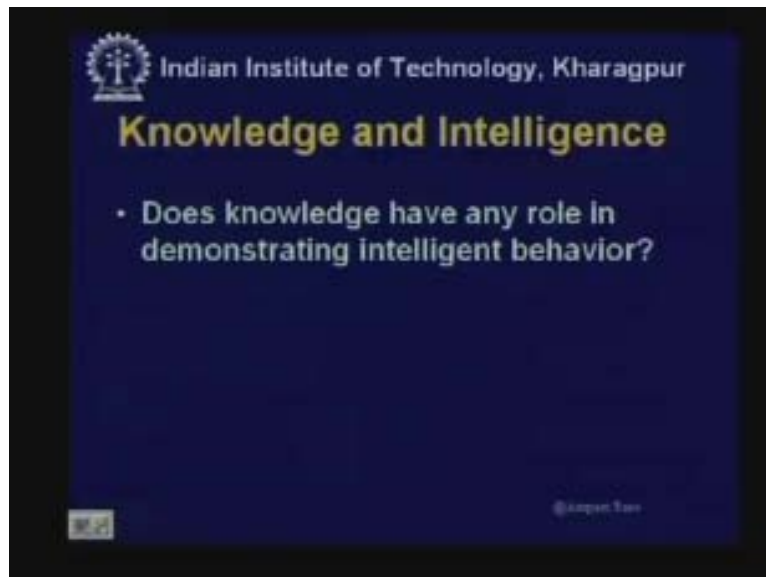 Indian Institute of Technology, Kharagpur
Knowledge and Intelligence
• Does knowledge have any role in
demonstrating intelligent behavior?